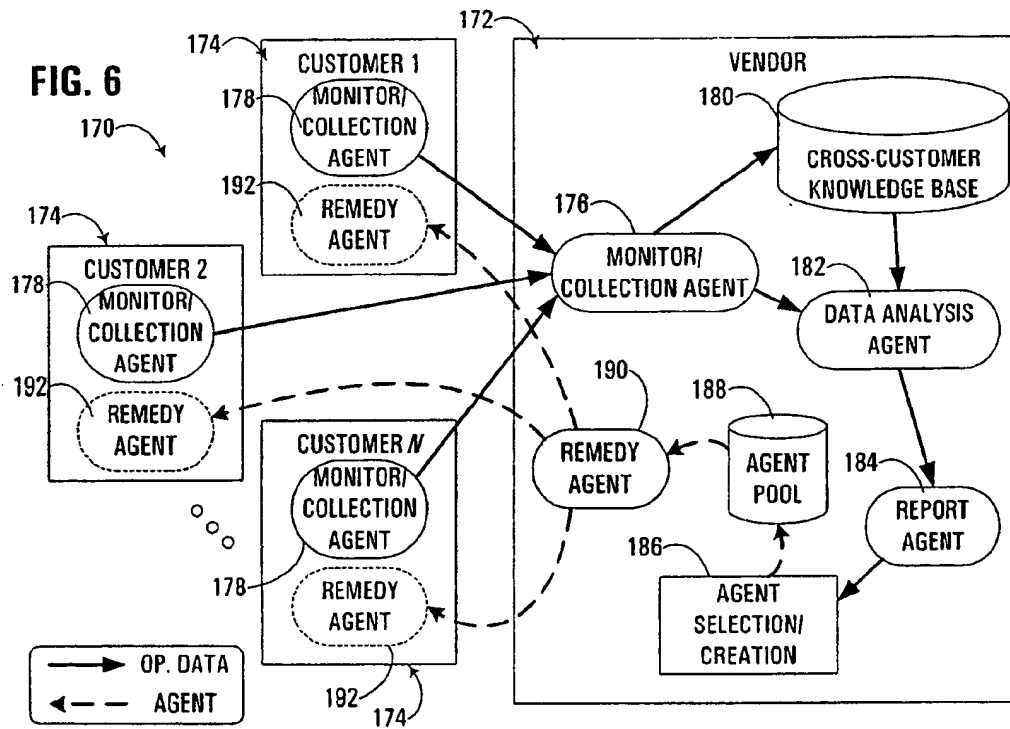 FIG. 6
170
174
CUSTOMER 1
178
MONITOR/
COLLECTION
AGENT
192
REMEDY
AGENT
174
CUSTOMER 2
178
MONITOR/
COLLECTION
AGENT
192
REMEDY
AGENT
CUSTOMER N
MONITOR/
COLLECTION
AGENT
178
REMEDY
AGENT
192
174
172
VENDOR
180
CROSS-CUSTOMER
KNOWLEDGE BASE
176
MONITOR/
COLLECTION AGENT
182
DATA ANALYSIS
AGENT
190
REMEDY
AGENT
188
AGENT
POOL
184
REPORT
AGENT
186
AGENT
SELECTION/
CREATION
OP. DATA
AGENT